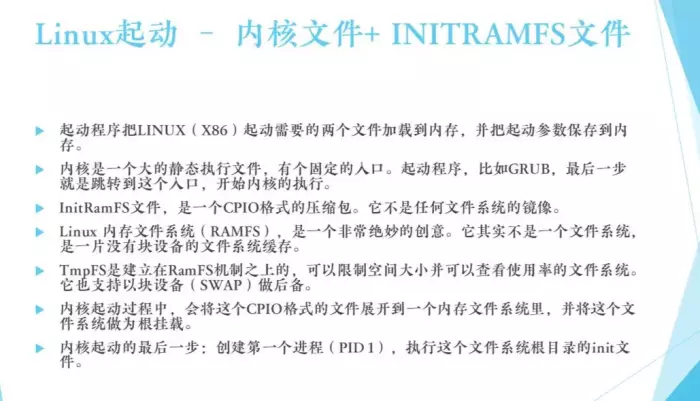 Linux起动 – 内核文件+ INITRAMFS文件
起动程序把LINUX（X86）起动需要的两个文件加载到内存，并把起动参数保存到内
存。
内核是一个大的静态执行文件，有个固定的入口。起动程序，比如GRUB，最后一步
就是跳转到这个入口，开始内核的执行。
InitRamFS文件，是一个CPIO格式的压缩包。它不是任何文件系统的镜像。
Linux 内存文件系统（RAMFS），是一个非常绝妙的创意。它其实不是一个文件系统，
是一片没有块设备的文件系统缓存。
TmpFS是建立在RamFS机制之上的，可以限制空间大小并可以查看使用率的文件系统。
它也支持以块设备（SWAP）做后备。
内核起动过程中，会将这个CPIO格式的文件展开到一个内存文件系统里，并将这个文
件系统做为根挂载。
内核起动的最后一步：创建第一个进程（PID 1），执行这个文件系统根目录的init文
件。